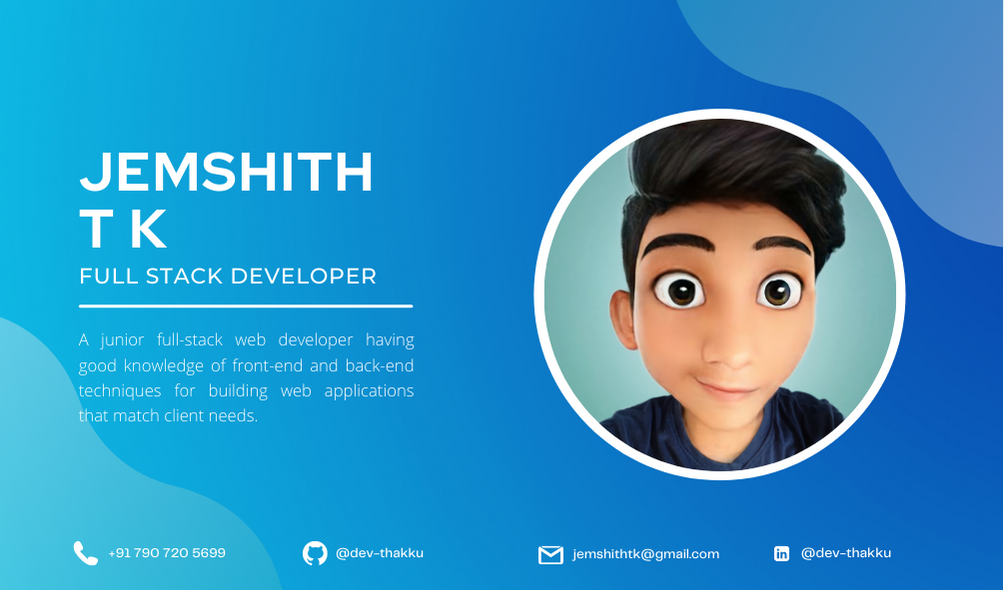 JEMSHITH
T K
FULL STACK DEVELOPER
A junior full-stack web developer having
good knowledge of front-end and back-end
techniques for building web applications
that match client needs.
+91 790 720 5699
@dev-thakku
jemshithtk@gmail.com
@dev-thakku